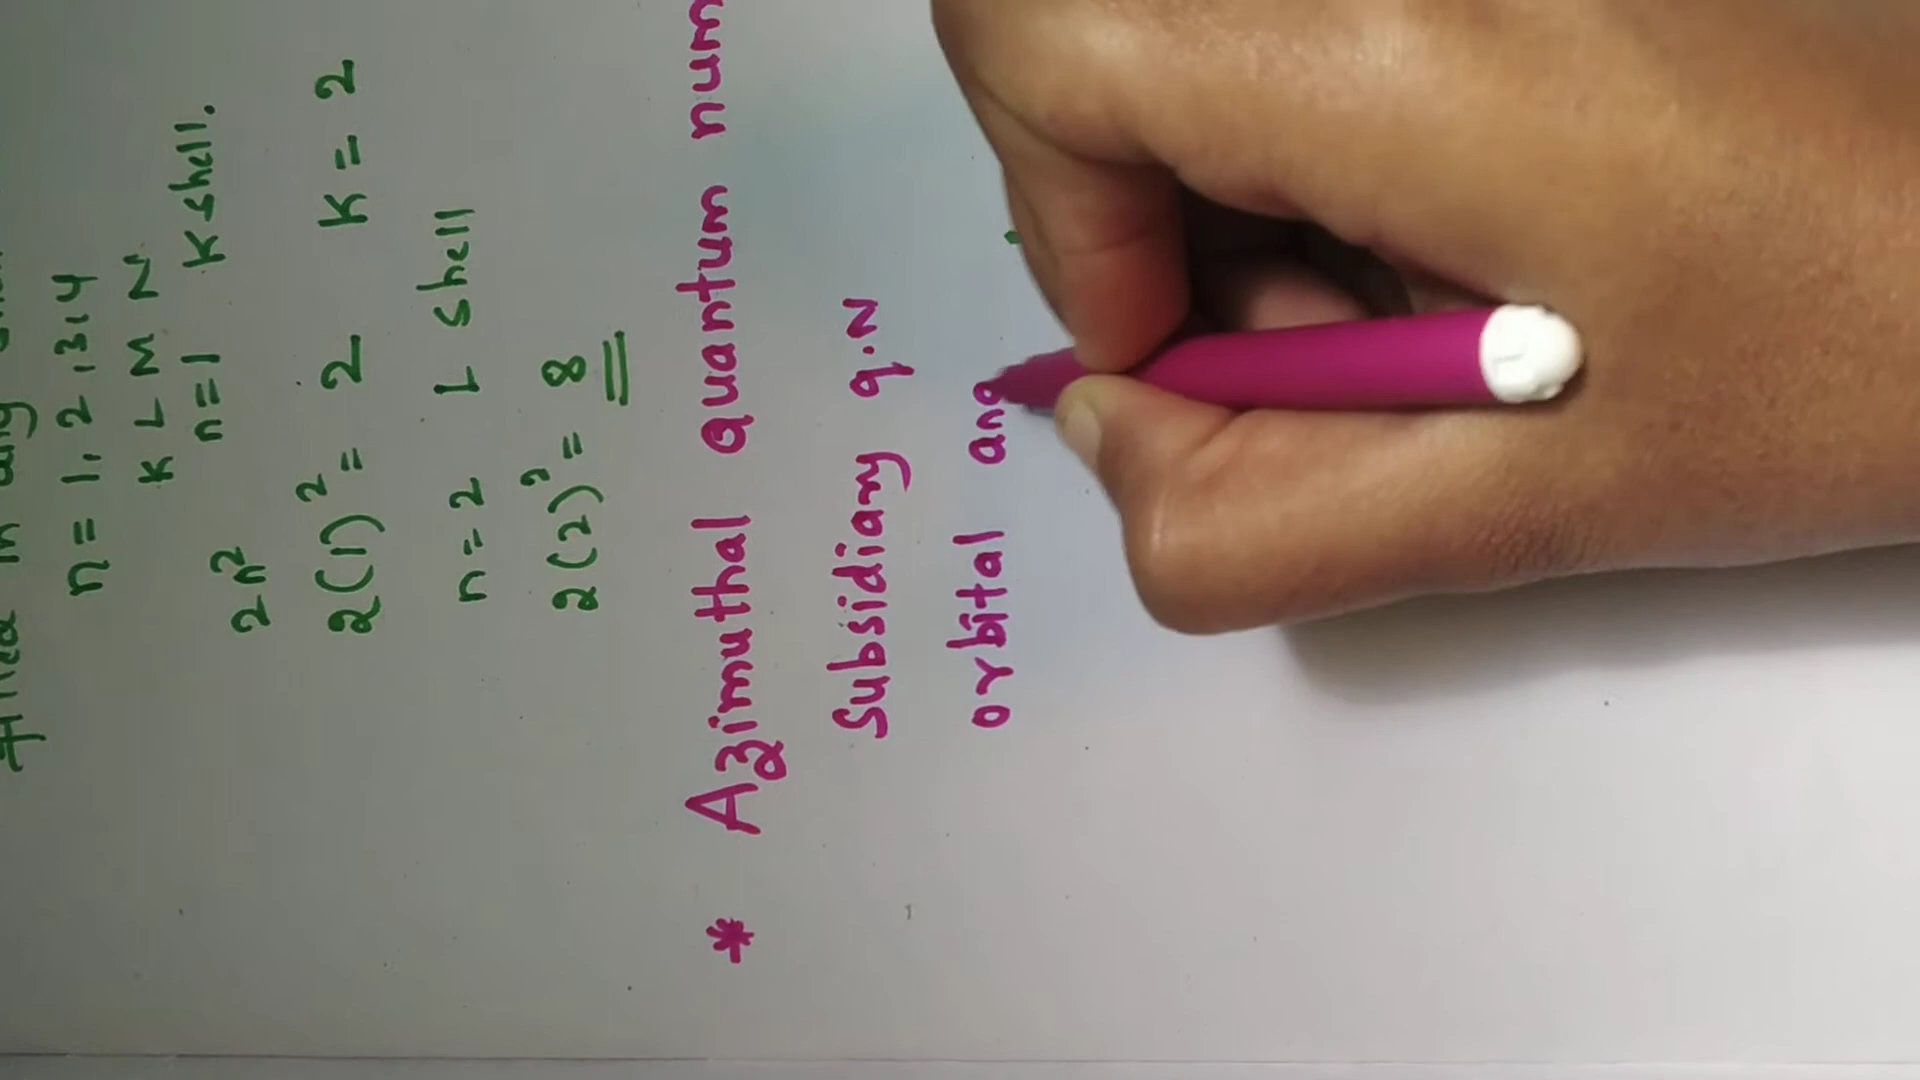 n = 1, 2, 3, 4
K L M N
n=1 K shell.
2n²
2(1)² = 2 K = 2
n = 2 L shell
2(2)² = 8
* Azimuthal quantum num
Subsidiary q.N
orbital ang